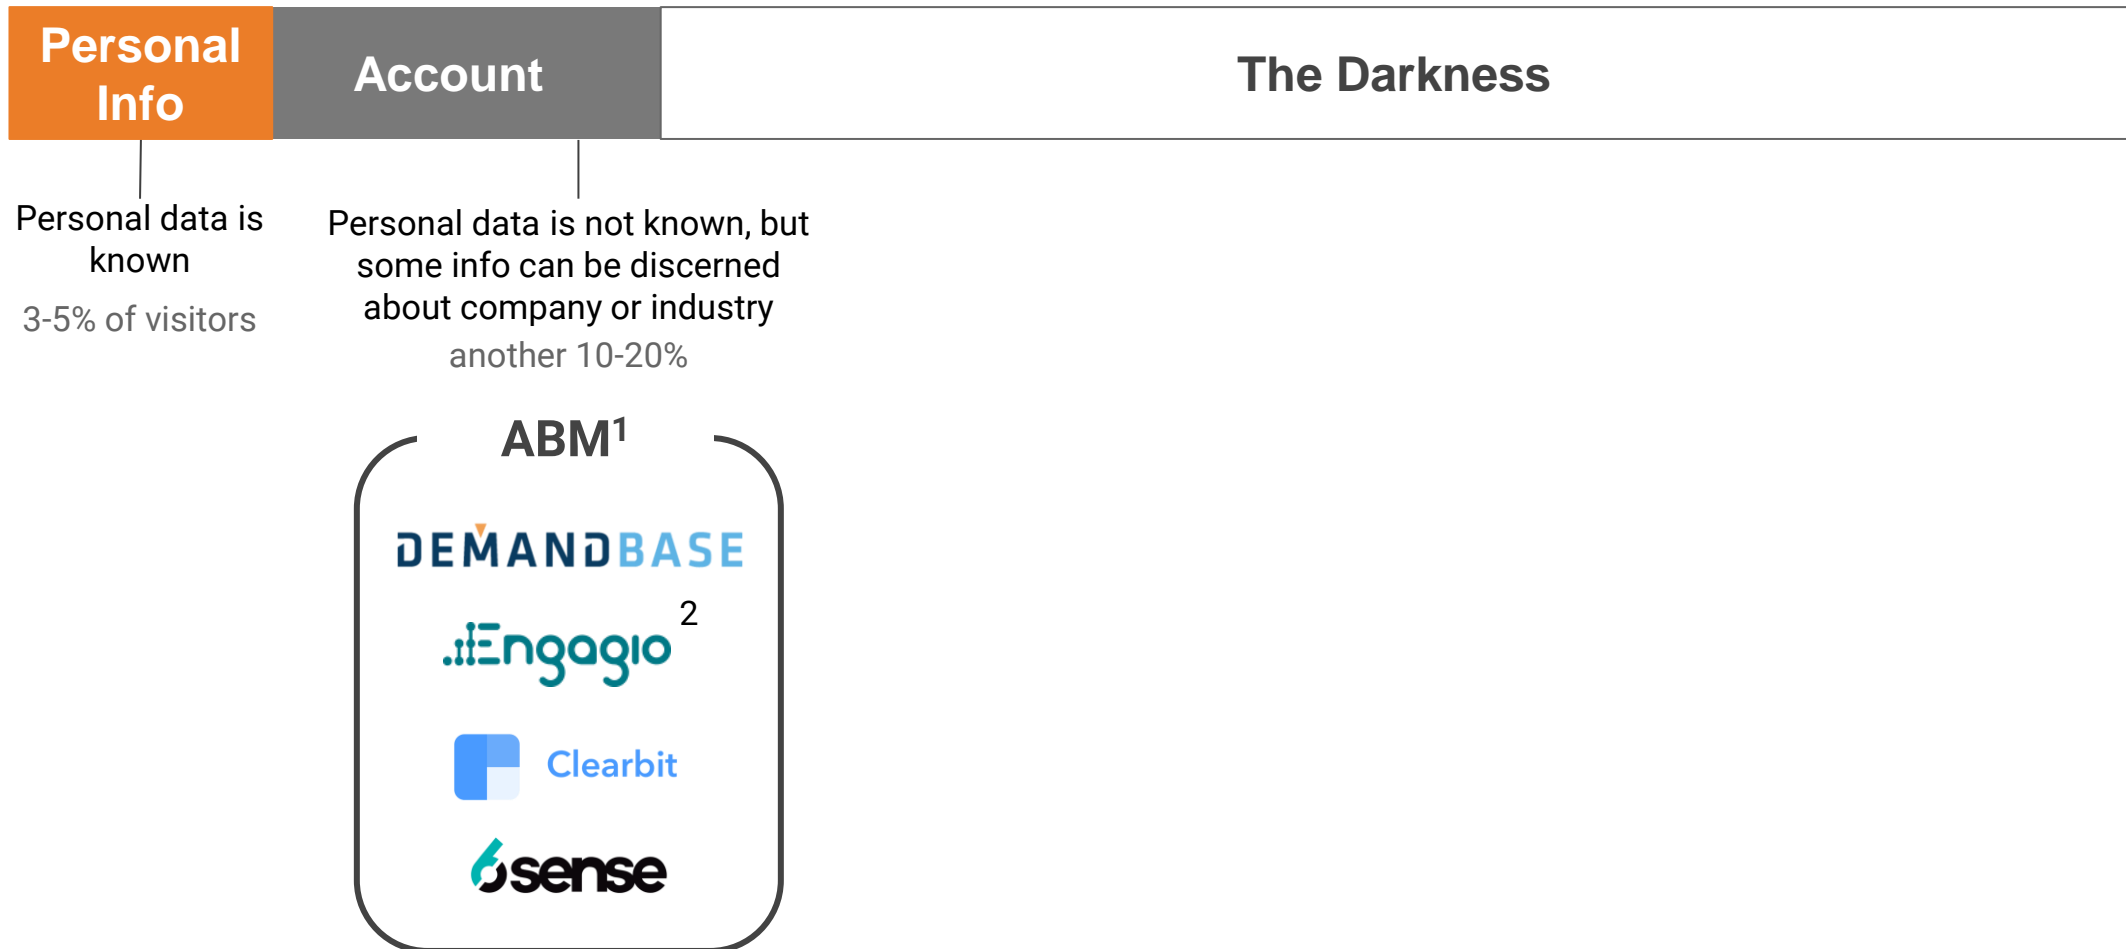 Personal
Info
Account
The Darkness
Personal data is
known
3-5% of visitors
Personal data is not known, but
some info can be discerned
about company or industry
another 10-20%
ABM¹
DEMANDBASE
Engagio 2
Clearbit
6sense